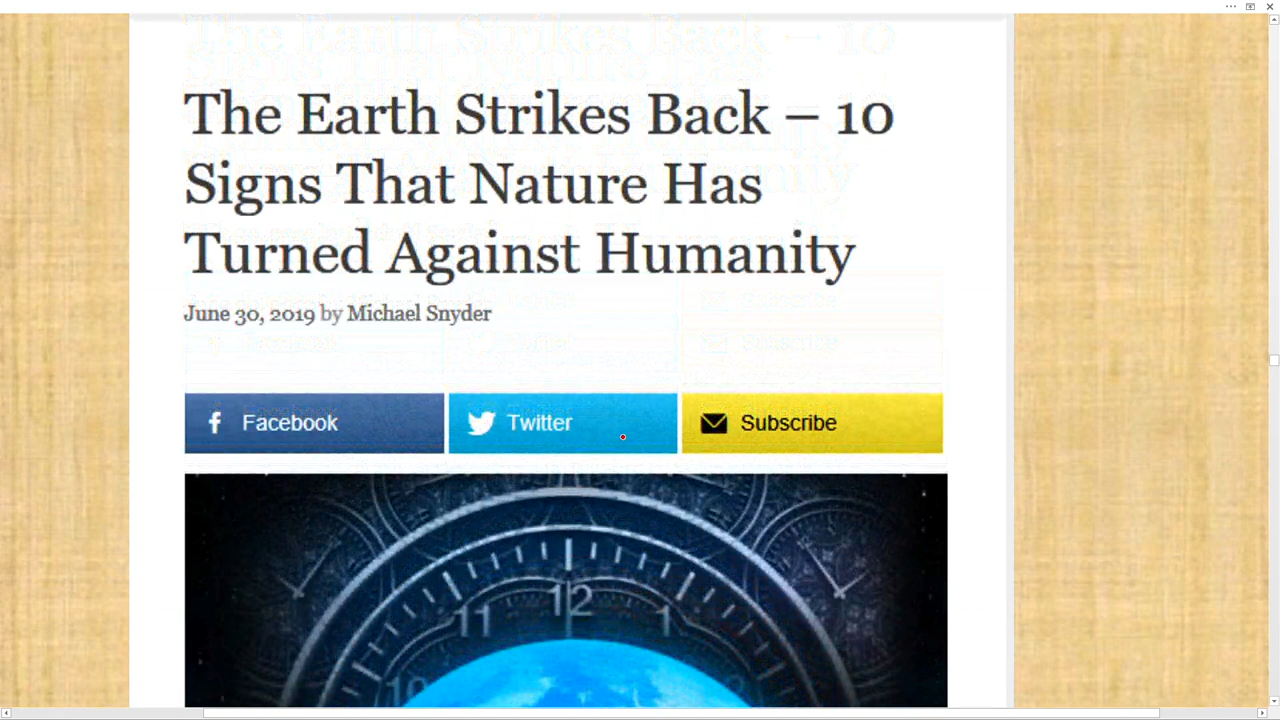 The Earth Strikes Back – 10
Signs That Nature Has
Turned Against Humanity
June 30, 2019 by Michael Snyder
Facebook
Twitter
Subscribe
12
11
1
10